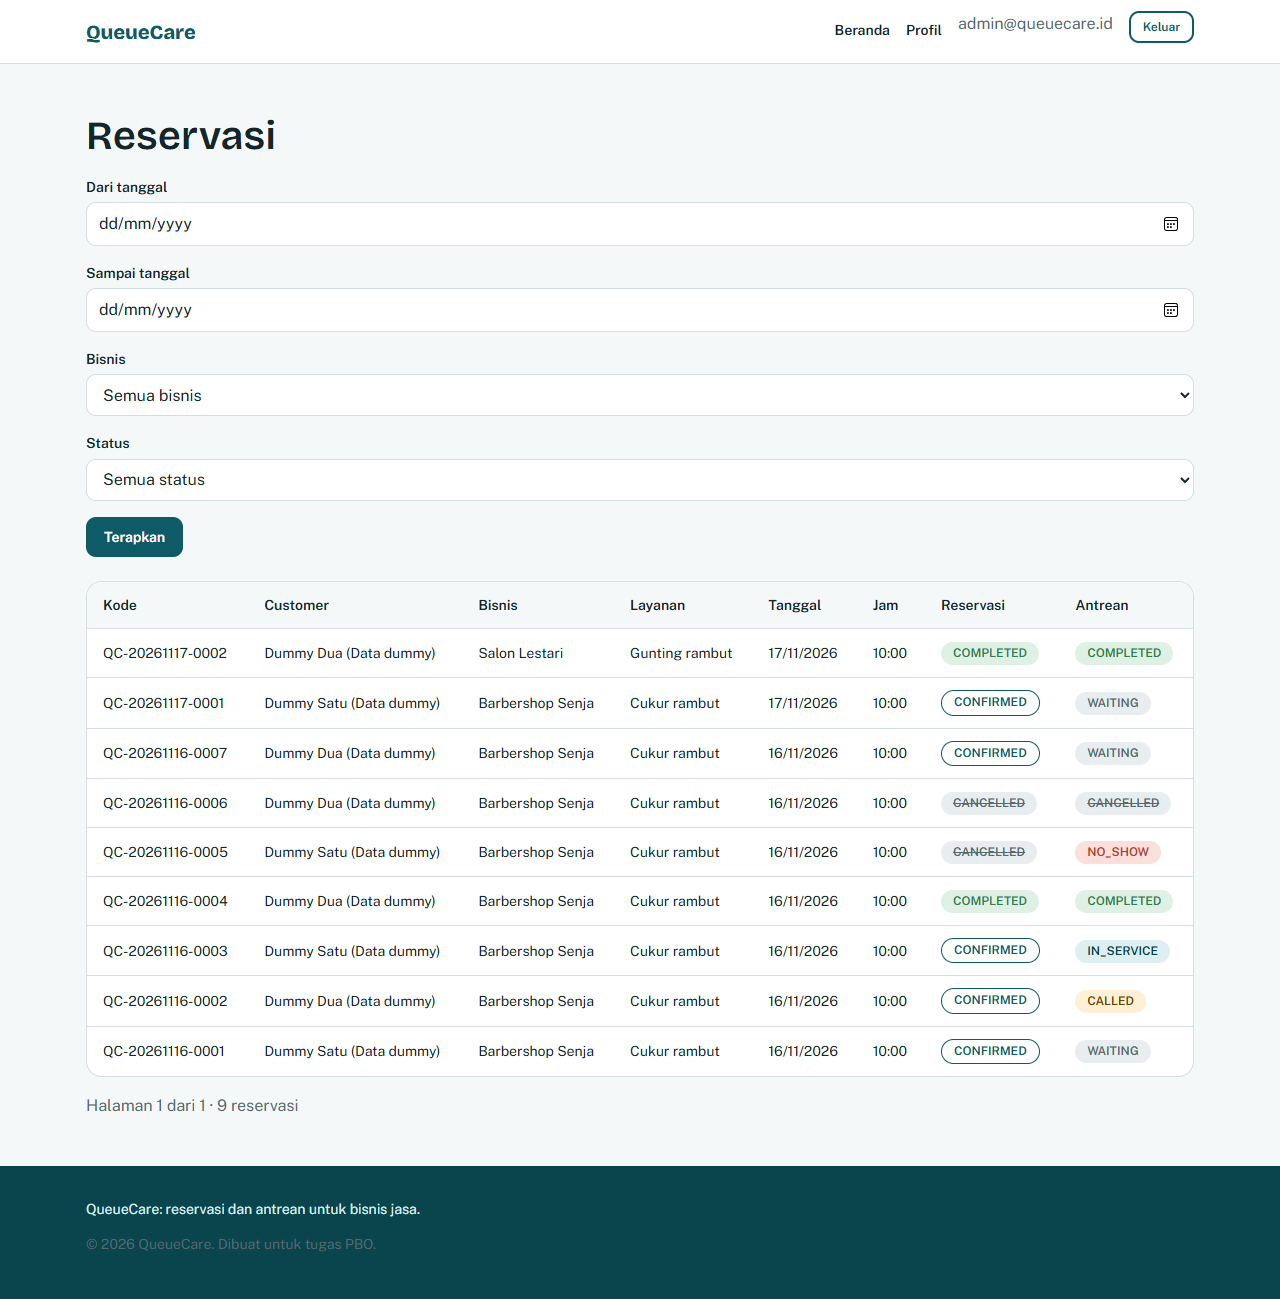 QueueCare
Beranda Profil admin@queuecare.id Keluar
Reservasi
Dari tanggal
dd/mm/yyyy
Sampai tanggal
dd/mm/yyyy
Bisnis
Semua bisnis
Status
Semua status
Terapkan
Kode Customer Bisnis Layanan Tanggal Jam Reservasi Antrean
QC-20261117-0002 Dummy Dua (Data dummy) Salon Lestari Gunting rambut 17/11/2026 10:00 COMPLETED COMPLETED
QC-20261117-0001 Dummy Satu (Data dummy) Barbershop Senja Cukur rambut 17/11/2026 10:00 CONFIRMED WAITING
QC-20261116-0007 Dummy Dua (Data dummy) Barbershop Senja Cukur rambut 16/11/2026 10:00 CONFIRMED WAITING
QC-20261116-0006 Dummy Dua (Data dummy) Barbershop Senja Cukur rambut 16/11/2026 10:00 CANCELLED CANCELLED
QC-20261116-0005 Dummy Satu (Data dummy) Barbershop Senja Cukur rambut 16/11/2026 10:00 CANCELLED NO_SHOW
QC-20261116-0004 Dummy Dua (Data dummy) Barbershop Senja Cukur rambut 16/11/2026 10:00 COMPLETED COMPLETED
QC-20261116-0003 Dummy Satu (Data dummy) Barbershop Senja Cukur rambut 16/11/2026 10:00 CONFIRMED IN_SERVICE
QC-20261116-0002 Dummy Dua (Data dummy) Barbershop Senja Cukur rambut 16/11/2026 10:00 CONFIRMED CALLED
QC-20261116-0001 Dummy Satu (Data dummy) Barbershop Senja Cukur rambut 16/11/2026 10:00 CONFIRMED WAITING
Halaman 1 dari 1 · 9 reservasi
QueueCare: reservasi dan antrean untuk bisnis jasa.
© 2026 QueueCare. Dibuat untuk tugas PBO.